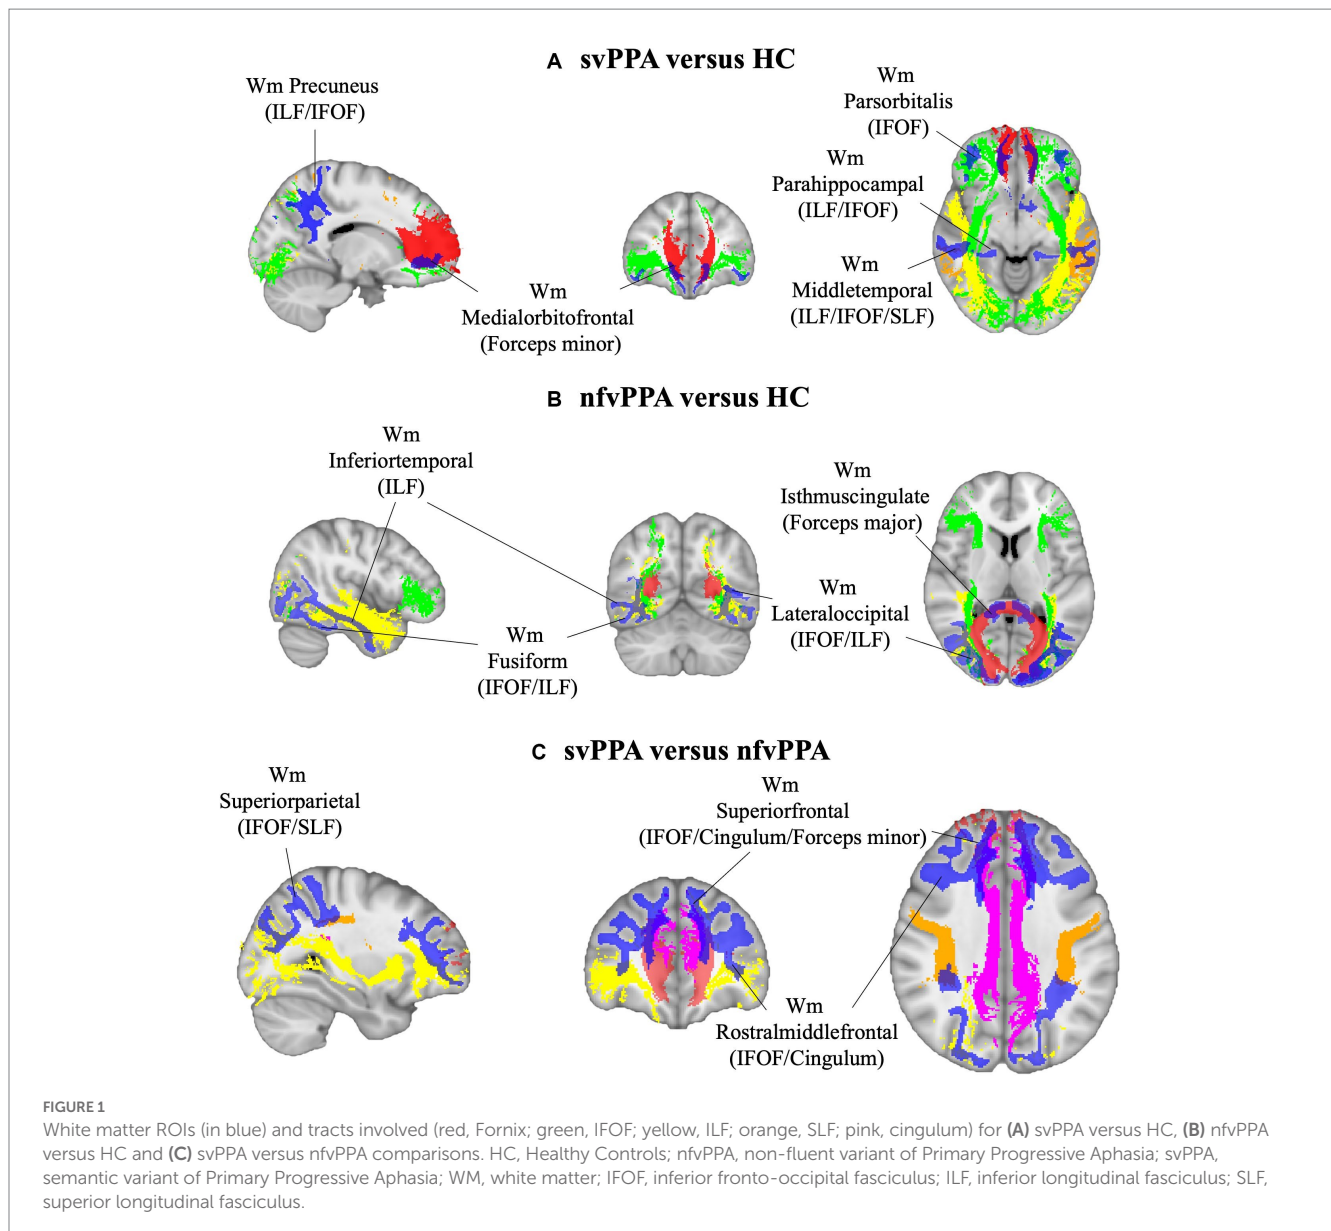 A svPPA versus HC
Wm Precuneus
(ILF/IFOF)
Wm
Medialorbitofrontal
(Forceps minor)
Wm
Parsorbitalis
(IFOF)
Wm
Parahippocampal
(ILF/IFOF)
Wm
Middletemporal
(ILF/IFOF/SLF)
B nfvPPA versus HC
Wm
Inferiortemporal
(ILF)
Wm
Fusiform
(IFOF/ILF)
Wm
Isthmuscingulate
(Forceps major)
Wm
Lateraloccipital
(IFOF/ILF)
C svPPA versus nfvPPA
Wm
Superiorparietal
(IFOF/SLF)
Wm
Superiorfrontal
(IFOF/Cingulum/Forceps minor)
Wm
Rostralmiddlefrontal
(IFOF/Cingulum)
FIGURE 1
White matter ROIs (in blue) and tracts involved (red, Fornix; green, IFOF; yellow, ILF; orange, SLF; pink, cingulum) for (A) svPPA versus HC, (B) nfvPPA
versus HC and (C) svPPA versus nfvPPA comparisons. HC, Healthy Controls; nfvPPA, non-fluent variant of Primary Progressive Aphasia; svPPA,
semantic variant of Primary Progressive Aphasia; WM, white matter; IFOF, inferior fronto-occipital fasciculus; ILF, inferior longitudinal fasciculus; SLF,
superior longitudinal fasciculus.